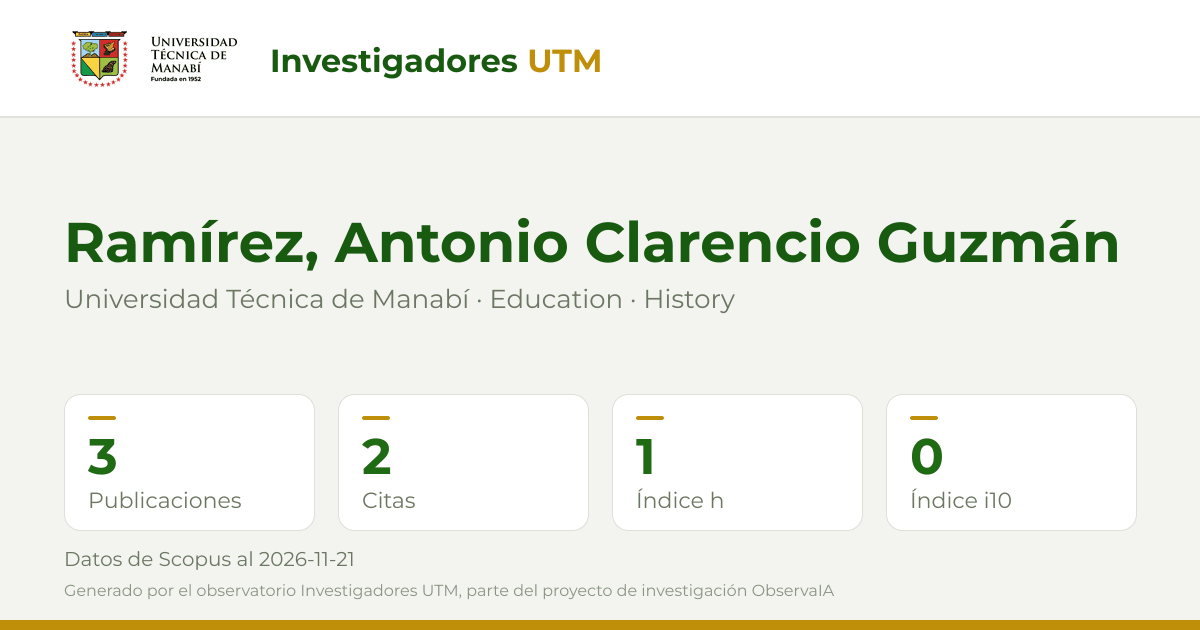 UNIVERSIDAD
TÉCNICA DE
MANABÍ
Fundada en 1952
Investigadores UTM
Ramírez, Antonio Clarencio Guzmán
Universidad Técnica de Manabí · Education · History
3
Publicaciones
2
Citas
1
Índice h
0
Índice i10
Datos de Scopus al 2026-11-21
Generado por el observatorio Investigadores UTM, parte del proyecto de investigación ObservaIA